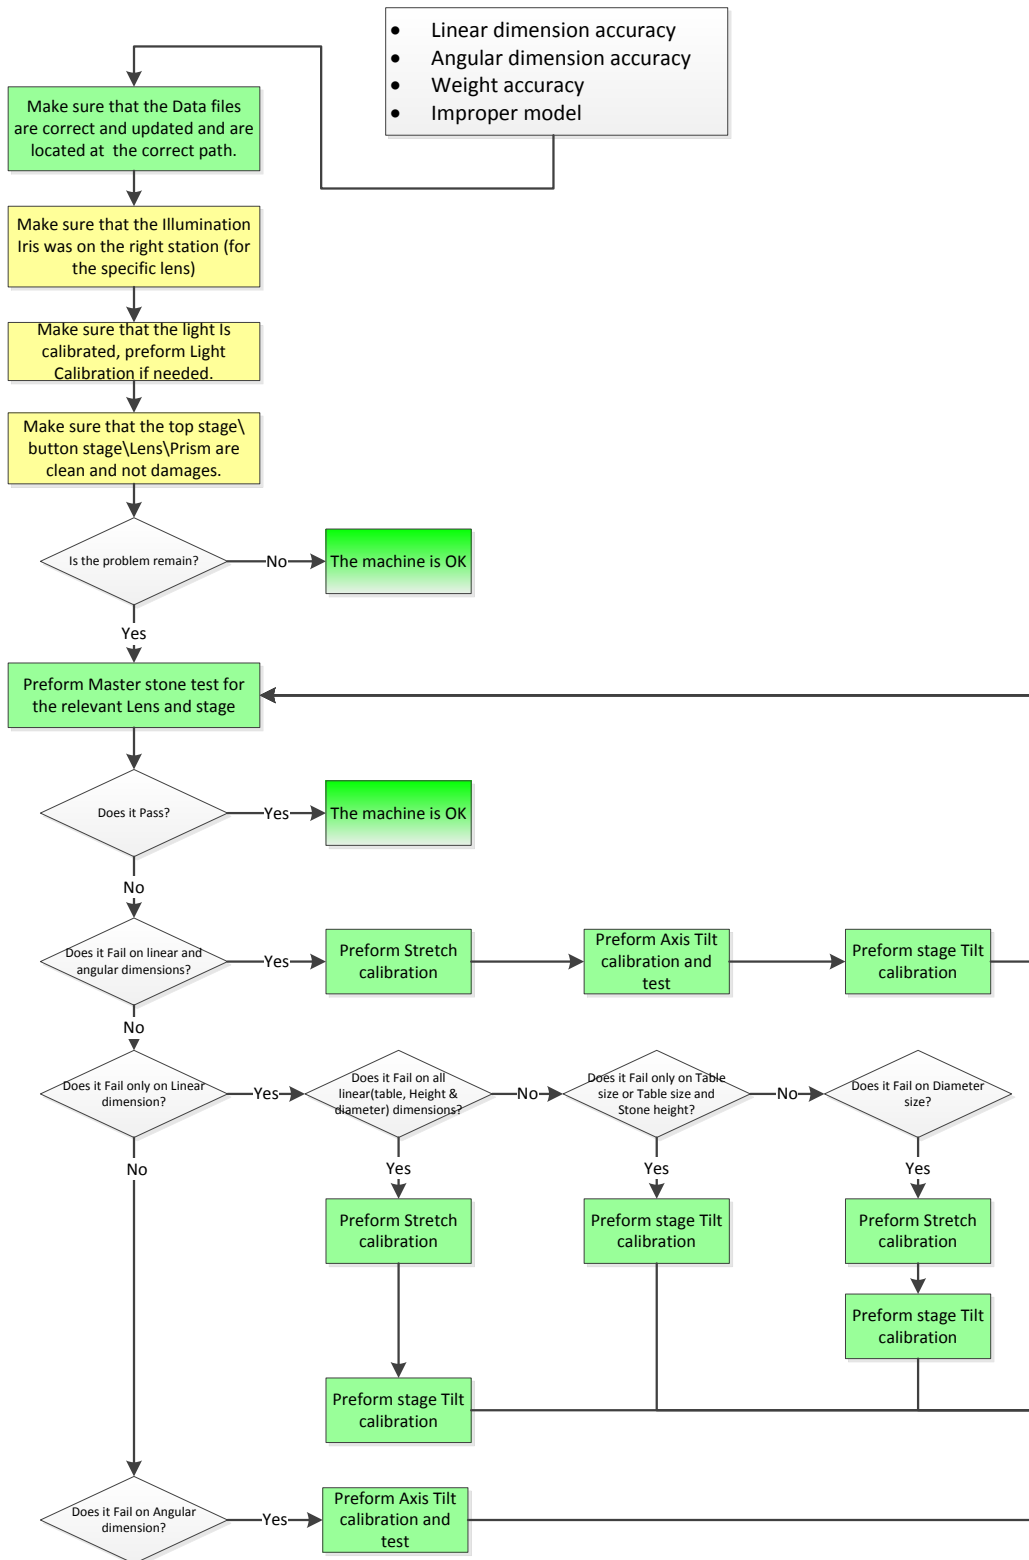 • Linear dimension accuracy
• Angular dimension accuracy
• Weight accuracy
• Improper model
Make sure that the Data files
are correct and updated and are
located at the correct path.
Make sure that the Illumination
Iris was on the right station (for
the specific lens)
Make sure that the light Is
calibrated, preform Light
Calibration if needed.
Make sure that the top stage\
button stage\Lens\Prism are
clean and not damages.
Is the problem remain?
No
The machine is OK
Yes
Preform Master stone test for
the relevant Lens and stage
Does it Pass?
Yes
The machine is OK
No
Does it Fail on linear and
angular dimensions?
Yes
Preform Stretch
calibration
Preform Axis Tilt
calibration and
test
Preform stage Tilt
calibration
No
Does it Fail only on Linear
dimension?
Yes
Does it Fail on all
linear(table, Height &
diameter) dimensions?
No
Does it Fail only on Table
size or Table size and
Stone height?
No
Does it Fail on Diameter
size?
No
Yes
Yes
Yes
Preform Stretch
calibration
Preform stage Tilt
calibration
Preform Stretch
calibration
Preform stage Tilt
calibration
Preform stage Tilt
calibration
Does it Fail on Angular
dimension?
Yes
Preform Axis Tilt
calibration and
test